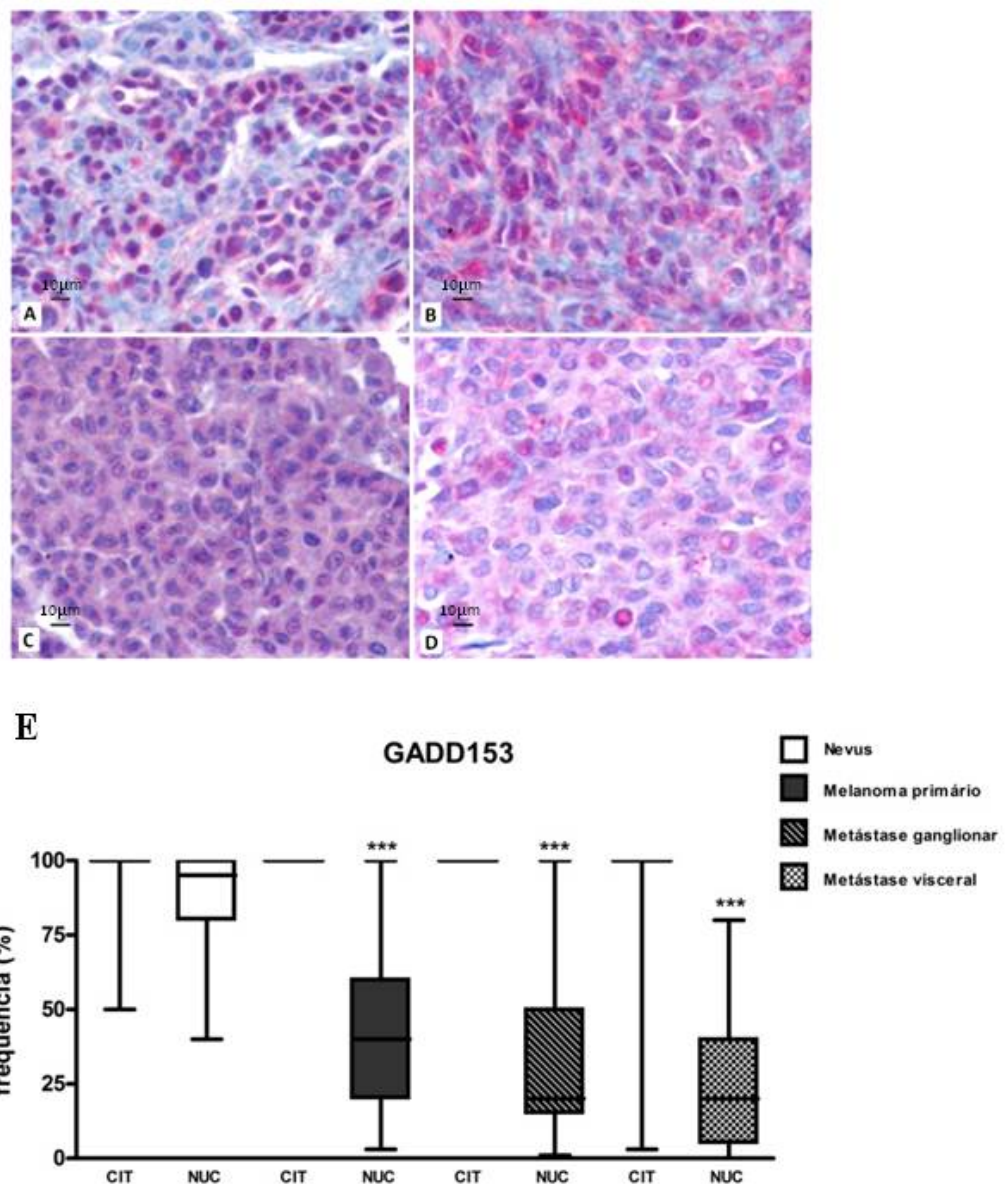 10µm
A
10µm
B
10µm
C
10µm
D
E
GADD153
Nevus
Melanoma primário
Metástase ganglionar
Metástase visceral
frequência (%)
100
75
50
25
0
***
***
***
CIT NUC CIT NUC CIT NUC CIT NUC